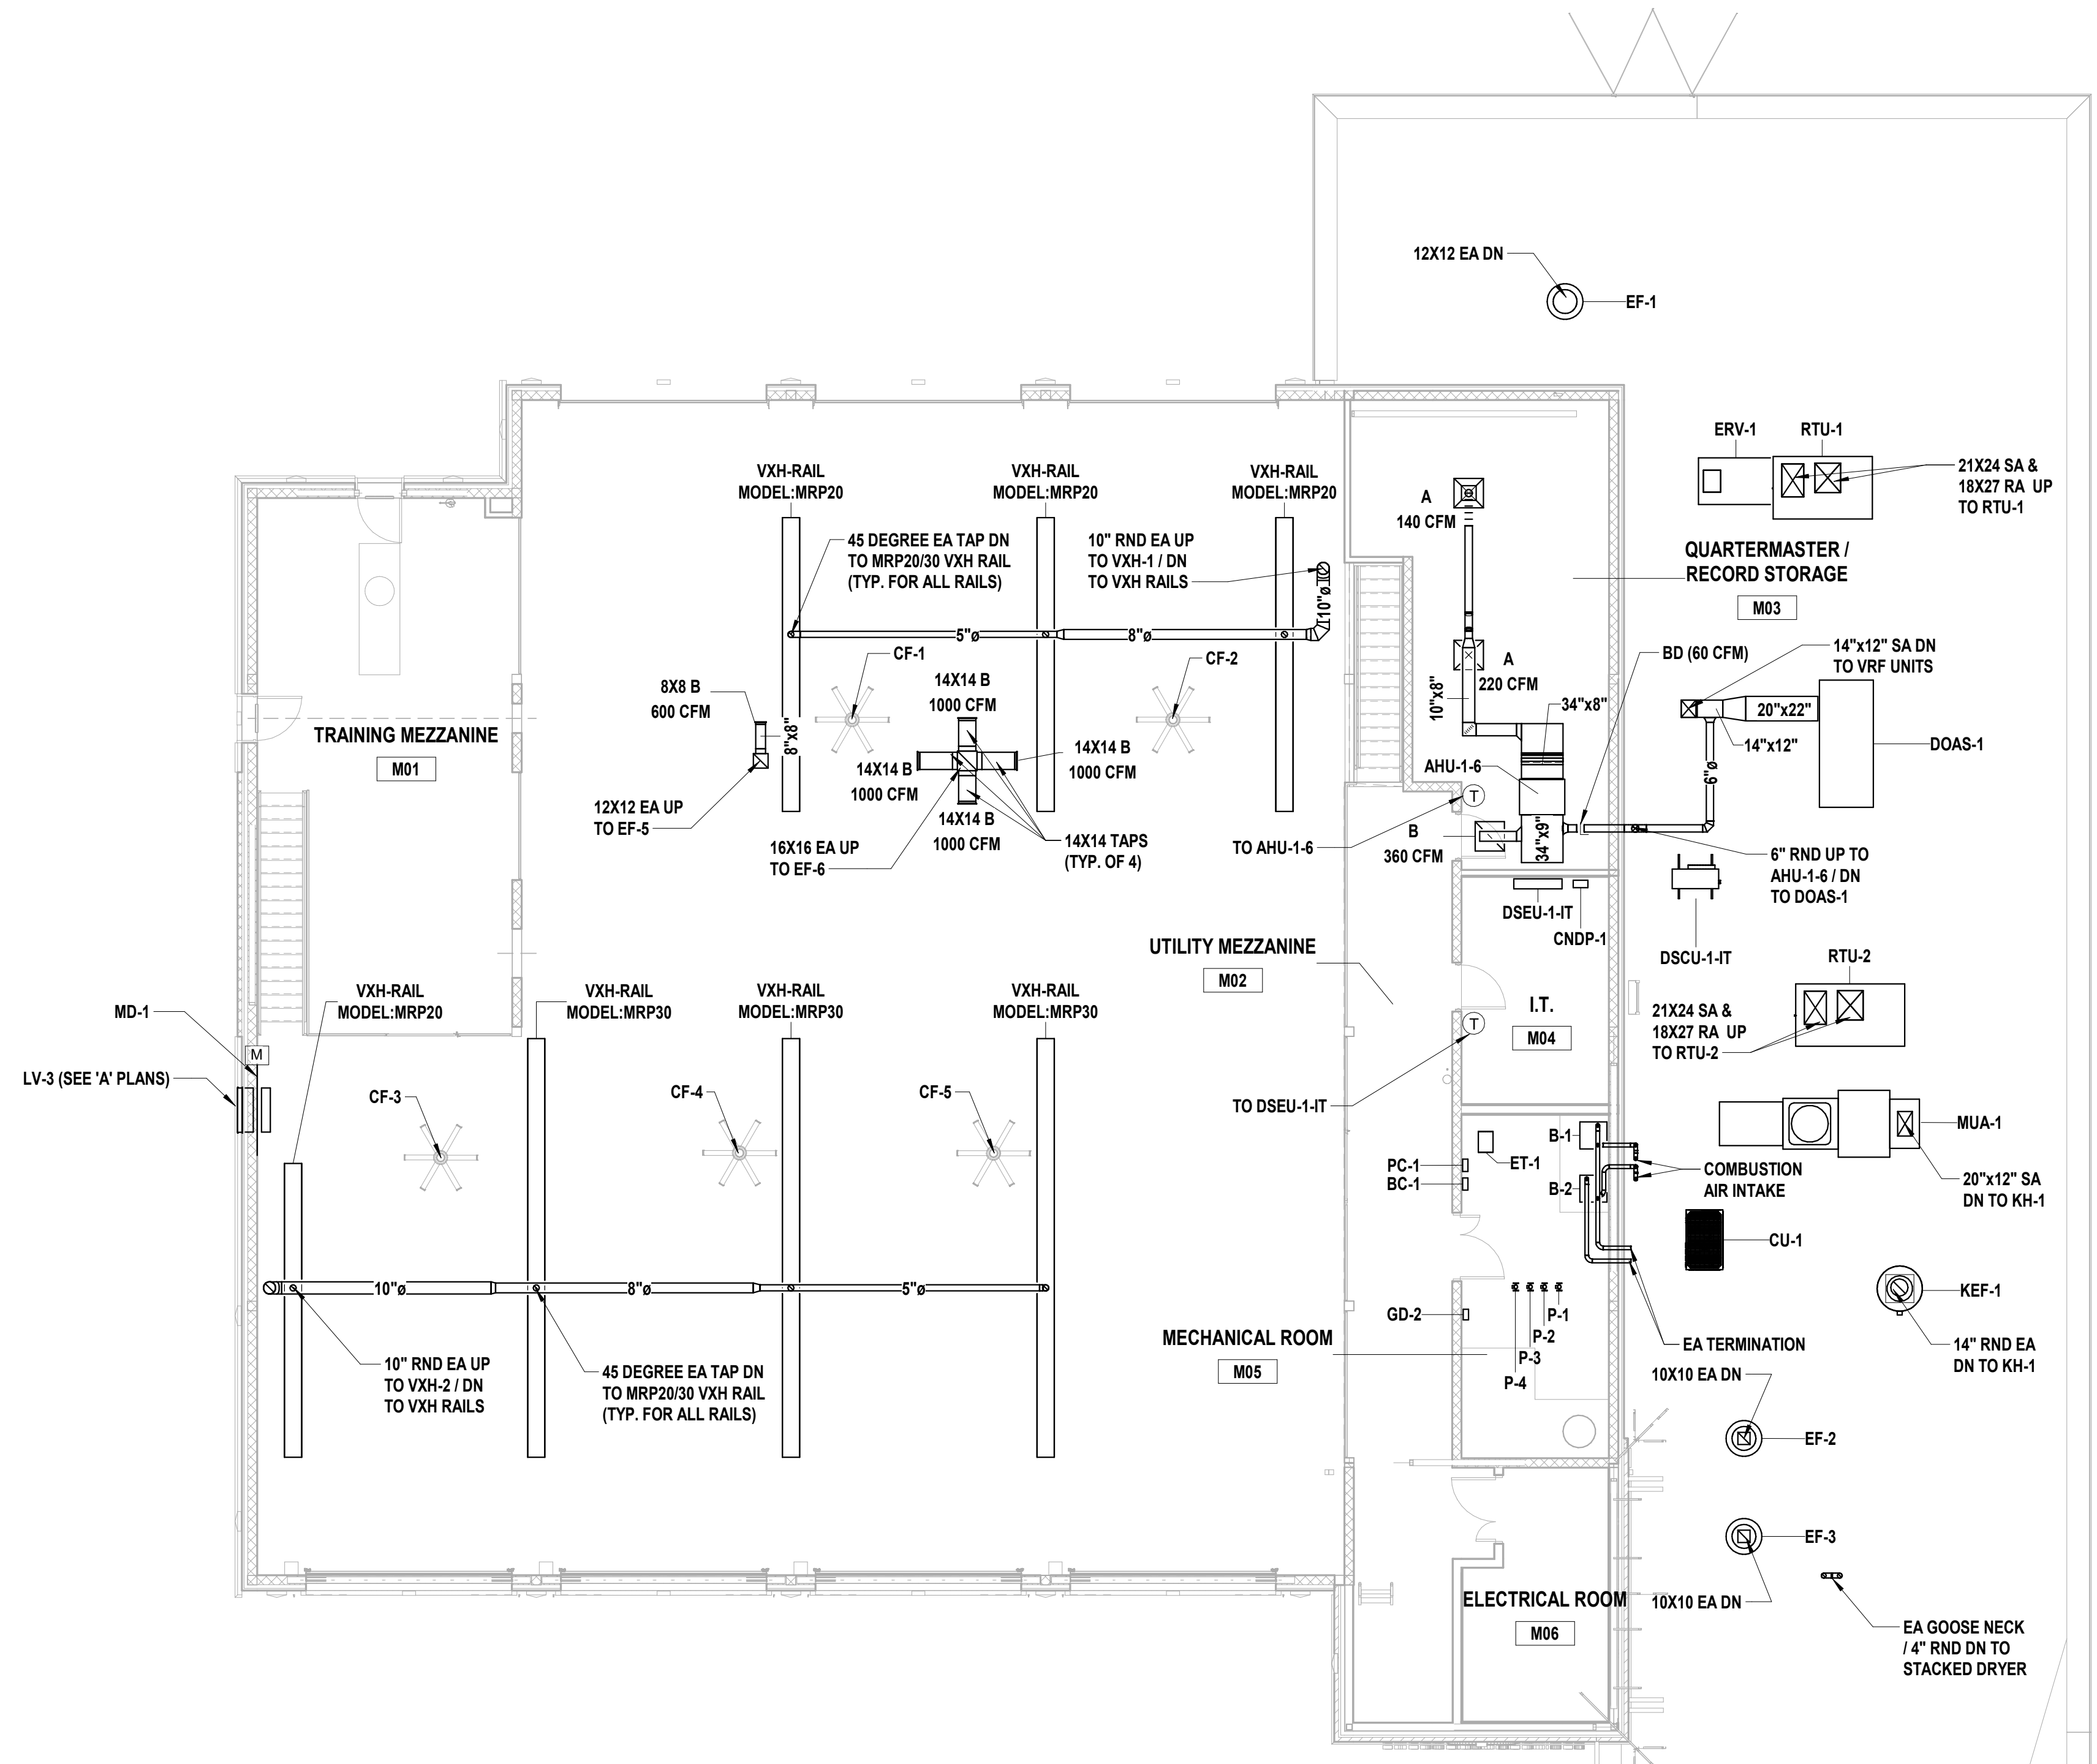 12X12 EA DN
EF-1
ERV-1
RTU-1
21X24 SA &
18X27 RA UP
TO RTU-1
VXH-RAIL
MODEL:MRP20
VXH-RAIL
MODEL:MRP20
VXH-RAIL
MODEL:MRP20
A
140 CFM
45 DEGREE EA TAP DN
TO MRP20/30 VXH RAIL
(TYP. FOR ALL RAILS)
10" RND EA UP
TO VXH-1 / DN
TO VXH RAILS
10"ø
QUARTERMASTER /
RECORD STORAGE
M03
5"ø
8"ø
CF-1
CF-2
A
220 CFM
BD (60 CFM)
14"x12" SA DN
TO VRF UNITS
8X8 B
600 CFM
8"x8"
14X14 B
1000 CFM
10"x8"
34"x8"
20"x22"
14"x12"
DOAS-1
TRAINING MEZZANINE
M01
14X14 B
1000 CFM
14X14 B
1000 CFM
AHU-1-6
6"ø
12X12 EA UP
TO EF-5
14X14 B
1000 CFM
14X14 TAPS
(TYP. OF 4)
16X16 EA UP
TO EF-6
T
TO AHU-1-6
B
360 CFM
34"x9"
6" RND UP TO
AHU-1-6 / DN
TO DOAS-1
DSEU-1-IT
CNDP-1
DSCU-1-IT
UTILITY MEZZANINE
M02
RTU-2
VXH-RAIL
MODEL:MRP20
VXH-RAIL
MODEL:MRP30
VXH-RAIL
MODEL:MRP30
VXH-RAIL
MODEL:MRP30
MD-1
M
LV-3 (SEE 'A' PLANS)
T
I.T.
M04
21X24 SA &
18X27 RA UP
TO RTU-2
CF-3
CF-4
CF-5
TO DSEU-1-IT
MUA-1
B-1
PC-1
BC-1
ET-1
B-2
COMBUSTION
AIR INTAKE
20"x12" SA
DN TO KH-1
CU-1
10"ø
8"ø
5"ø
KEF-1
GD-2
P-1
P-2
P-3
P-4
MECHANICAL ROOM
M05
EA TERMINATION
14" RND EA
DN TO KH-1
10" RND EA UP
TO VXH-2 / DN
TO VXH RAILS
45 DEGREE EA TAP DN
TO MRP20/30 VXH RAIL
(TYP. FOR ALL RAILS)
10X10 EA DN
EF-2
EF-3
ELECTRICAL ROOM
M06
10X10 EA DN
EA GOOSE NECK
/ 4" RND DN TO
STACKED DRYER